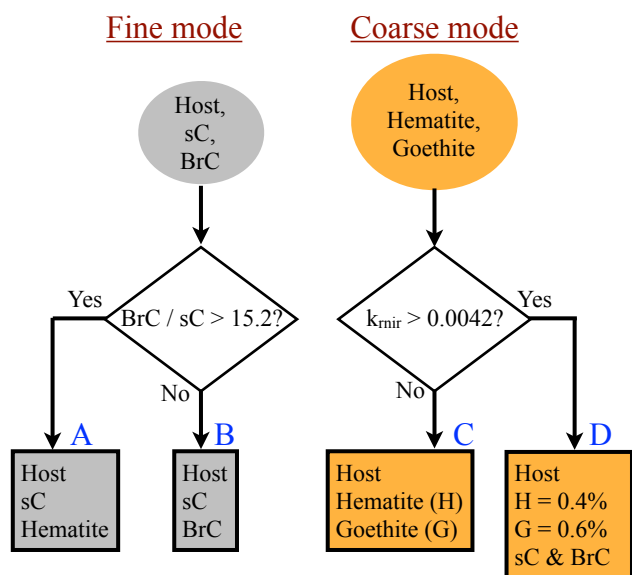 Fine mode
Coarse mode
Host,
sC,
BrC
Host,
Hematite,
Goethite
Yes
BrC / sC > 15.2?
No
k_rnir > 0.0042?
Yes
No
A
B
C
D
Host
sC
Hematite
Host
sC
BrC
Host
Hematite (H)
Goethite (G)
Host
H = 0.4%
G = 0.6%
sC & BrC